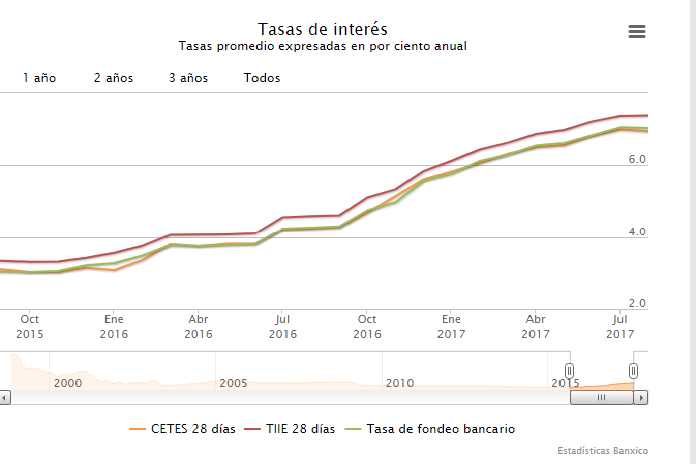 Tasas de interés
Tasas promedio expresadas en por ciento anual
1 año 2 años 3 años Todos
6.0
4.0
2.0
Oct Ene Abr Jul Oct Ene Abr Jul
2015 2016 2016 2016 2016 2017 2017 2017
2000 2005 2010 2015
CETES 28 días TIIE 28 días Tasa de fondeo bancario
Estadísticas Banxico